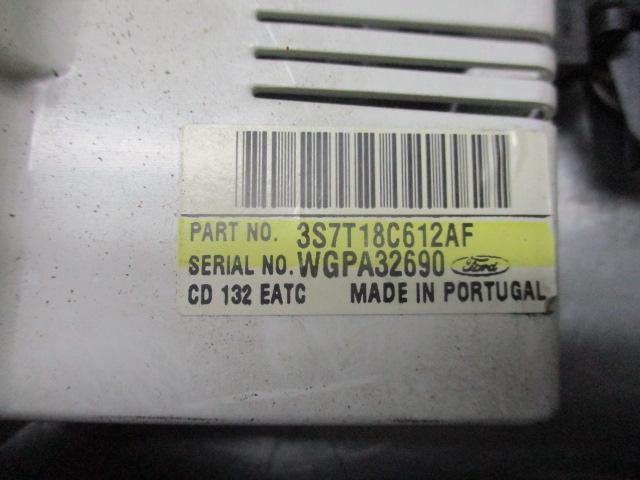 PART NO. 3S7T18C612AF
SERIAL NO. WGPA32690 Ford
CD 132 EATC MADE IN PORTUGAL